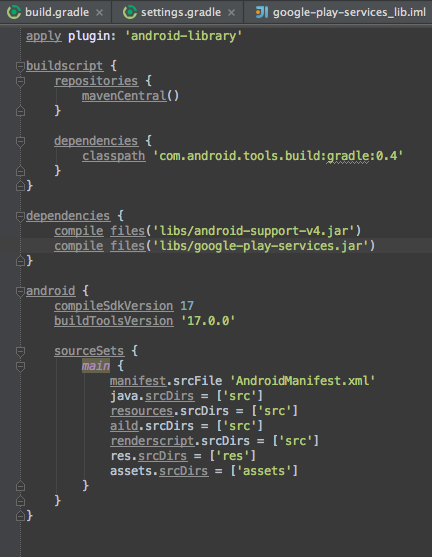 build.gradle × settings.gradle × google-play-services_lib.iml
apply plugin: 'android-library'
buildscript {
repositories {
mavenCentral()
}
dependencies {
classpath 'com.android.tools.build:gradle:0.4'
}
}
dependencies {
compile files('libs/android-support-v4.jar')
compile files('libs/google-play-services.jar')
}
android {
compileSdkVersion 17
buildToolsVersion '17.0.0'
sourceSets {
main {
manifest.srcFile 'AndroidManifest.xml'
java.srcDirs = ['src']
resources.srcDirs = ['src']
aild.srcDirs = ['src']
renderscript.srcDirs = ['src']
res.srcDirs = ['res']
assets.srcDirs = ['assets']
}
}
}